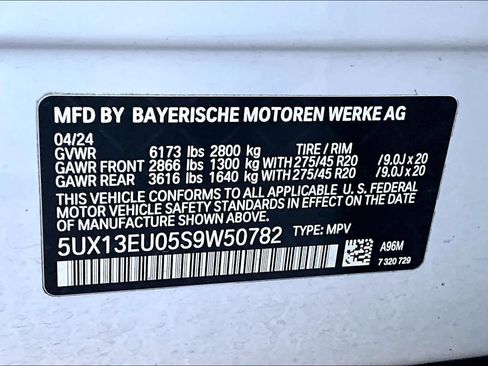 MFD BY BAYERISCHE MOTOREN WERKE AG
04/24
GVWR 6173 lbs 2800 kg TIRE / RIM
GAWR FRONT 2866 lbs 1300 kg WITH 275/45 R20 /9.0J x 20
GAWR REAR 3616 lbs 1640 kg WITH 275/45 R20 /9.0J x 20
THIS VEHICLE CONFORMS TO ALL APPLICABLE U. S. FEDERAL
MOTOR VEHICLE SAFETY STANDARDS IN EFFECT ON THE DATE
OF MANUFACTURE SHOWN ABOVE.
5UX13EU05S9W50782 TYPE: MPV
A96M
7 320 729